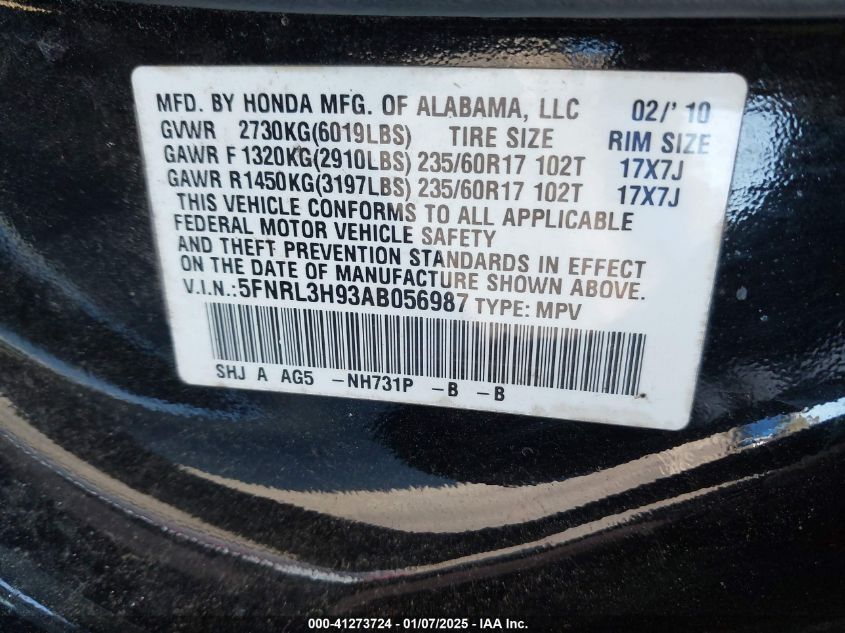 MFD. BY HONDA MFG. OF ALABAMA, LLC 02/' 10
GVWR 2730KG(6019LBS) TIRE SIZE RIM SIZE
GAWR F 1320KG(2910LBS) 235/60R17 102T 17X7J
GAWR R1450KG(3197LBS) 235/60R17 102T 17X7J
THIS VEHICLE CONFORMS TO ALL APPLICABLE
FEDERAL MOTOR VEHICLE SAFETY
AND THEFT PREVENTION STANDARDS IN EFFECT
ON THE DATE OF MANUFACTURE SHOWN ABOVE.
V.I.N.:5FNRL3H93AB056987 TYPE: MPV
SHJ A AG5 -NH731P -B -B
000-41273724 — 01/07/2025 — © IAA Inc.